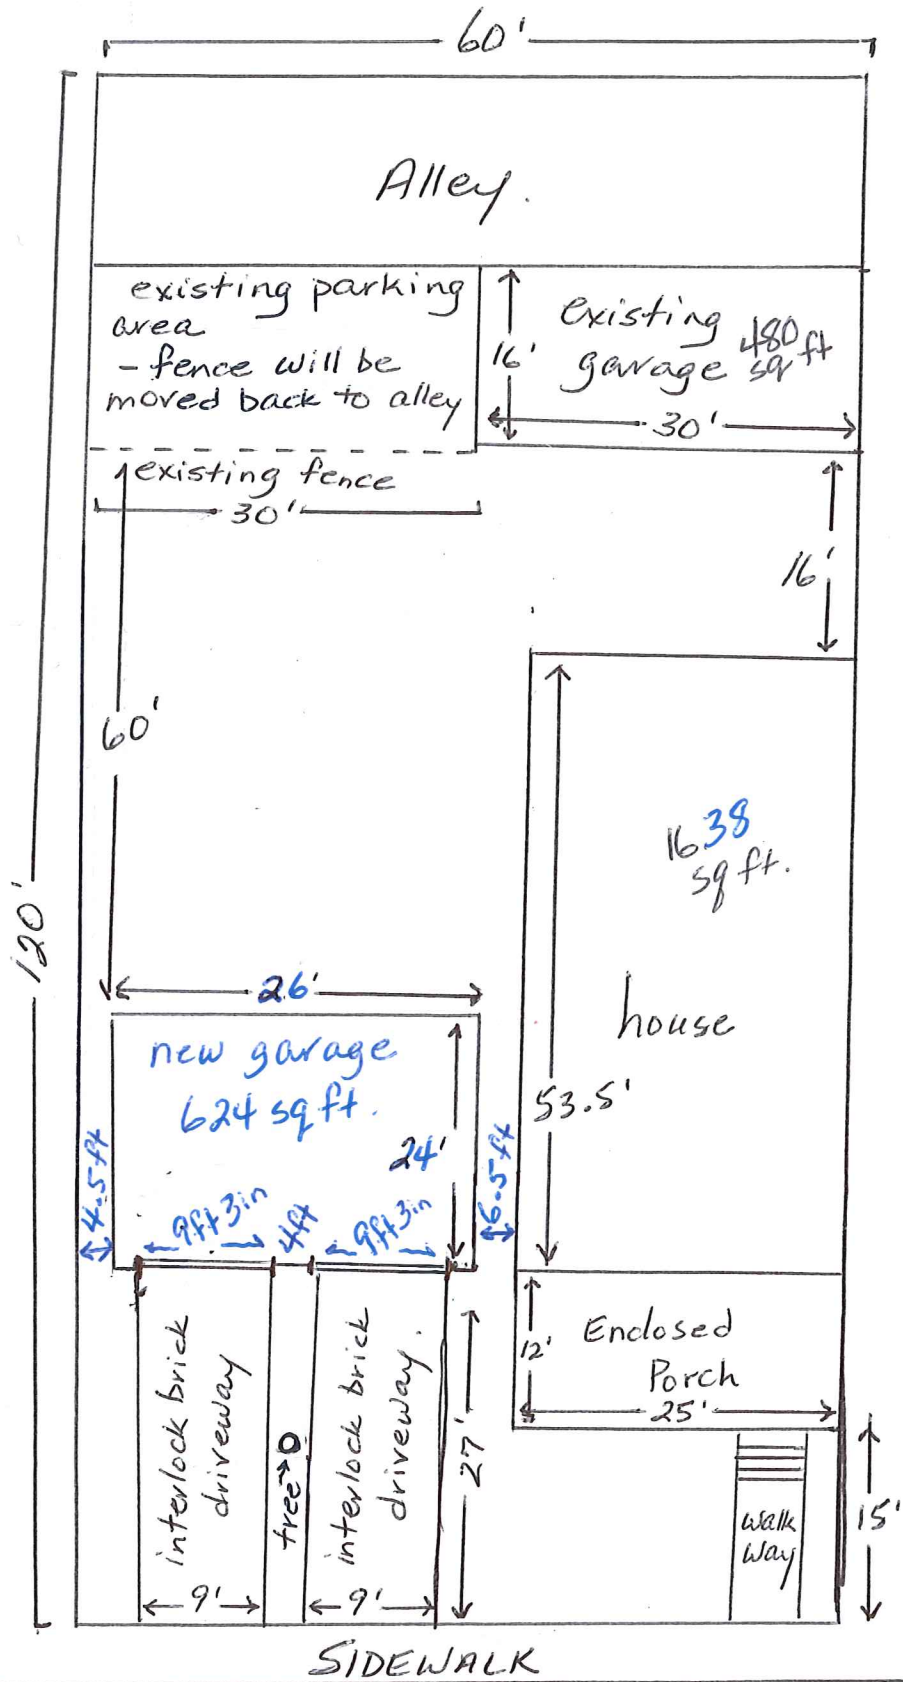 60'
Alley.
existing parking
area
- fence will be
moved back to alley
16'
existing
garage
480
sq ft
30'
existing fence
30'
16'
60'
120'
1638
sq ft.
house
53.5'
26'
new garage
624 sq ft.
24'
4.5 ft
6.5 ft
9ft 3in
4ft
9ft 3in
Enclosed
Porch
12'
25'
interlock brick
driveway
tree
interlock brick
driveway.
27'
walk
way
15'
9'
9'
SIDEWALK